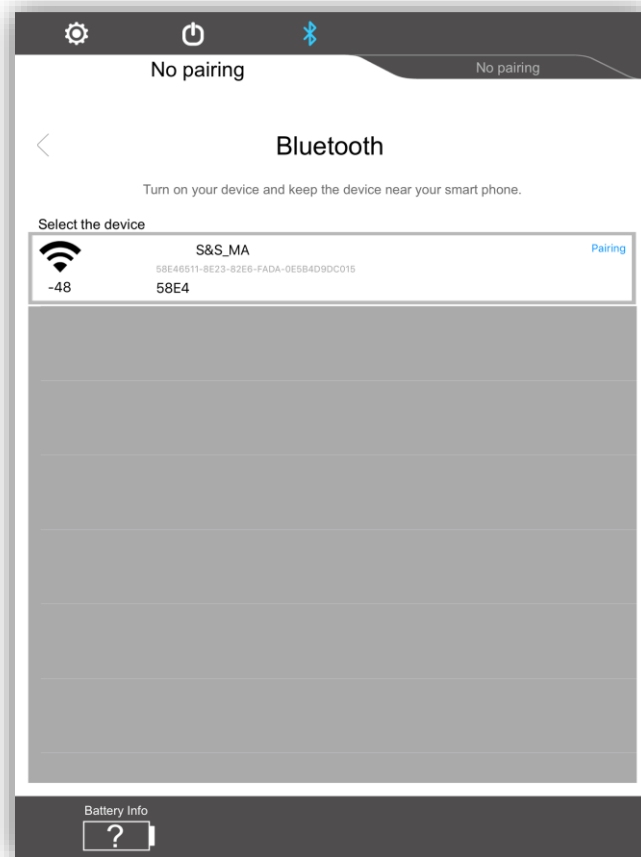 No pairing
No pairing
Bluetooth
Turn on your device and keep the device near your smart phone.
Select the device
S&S_MA
Pairing
58E46511-8E23-82E6-FADA-0E5B4D9DC015
-48
58E4
Battery Info
?